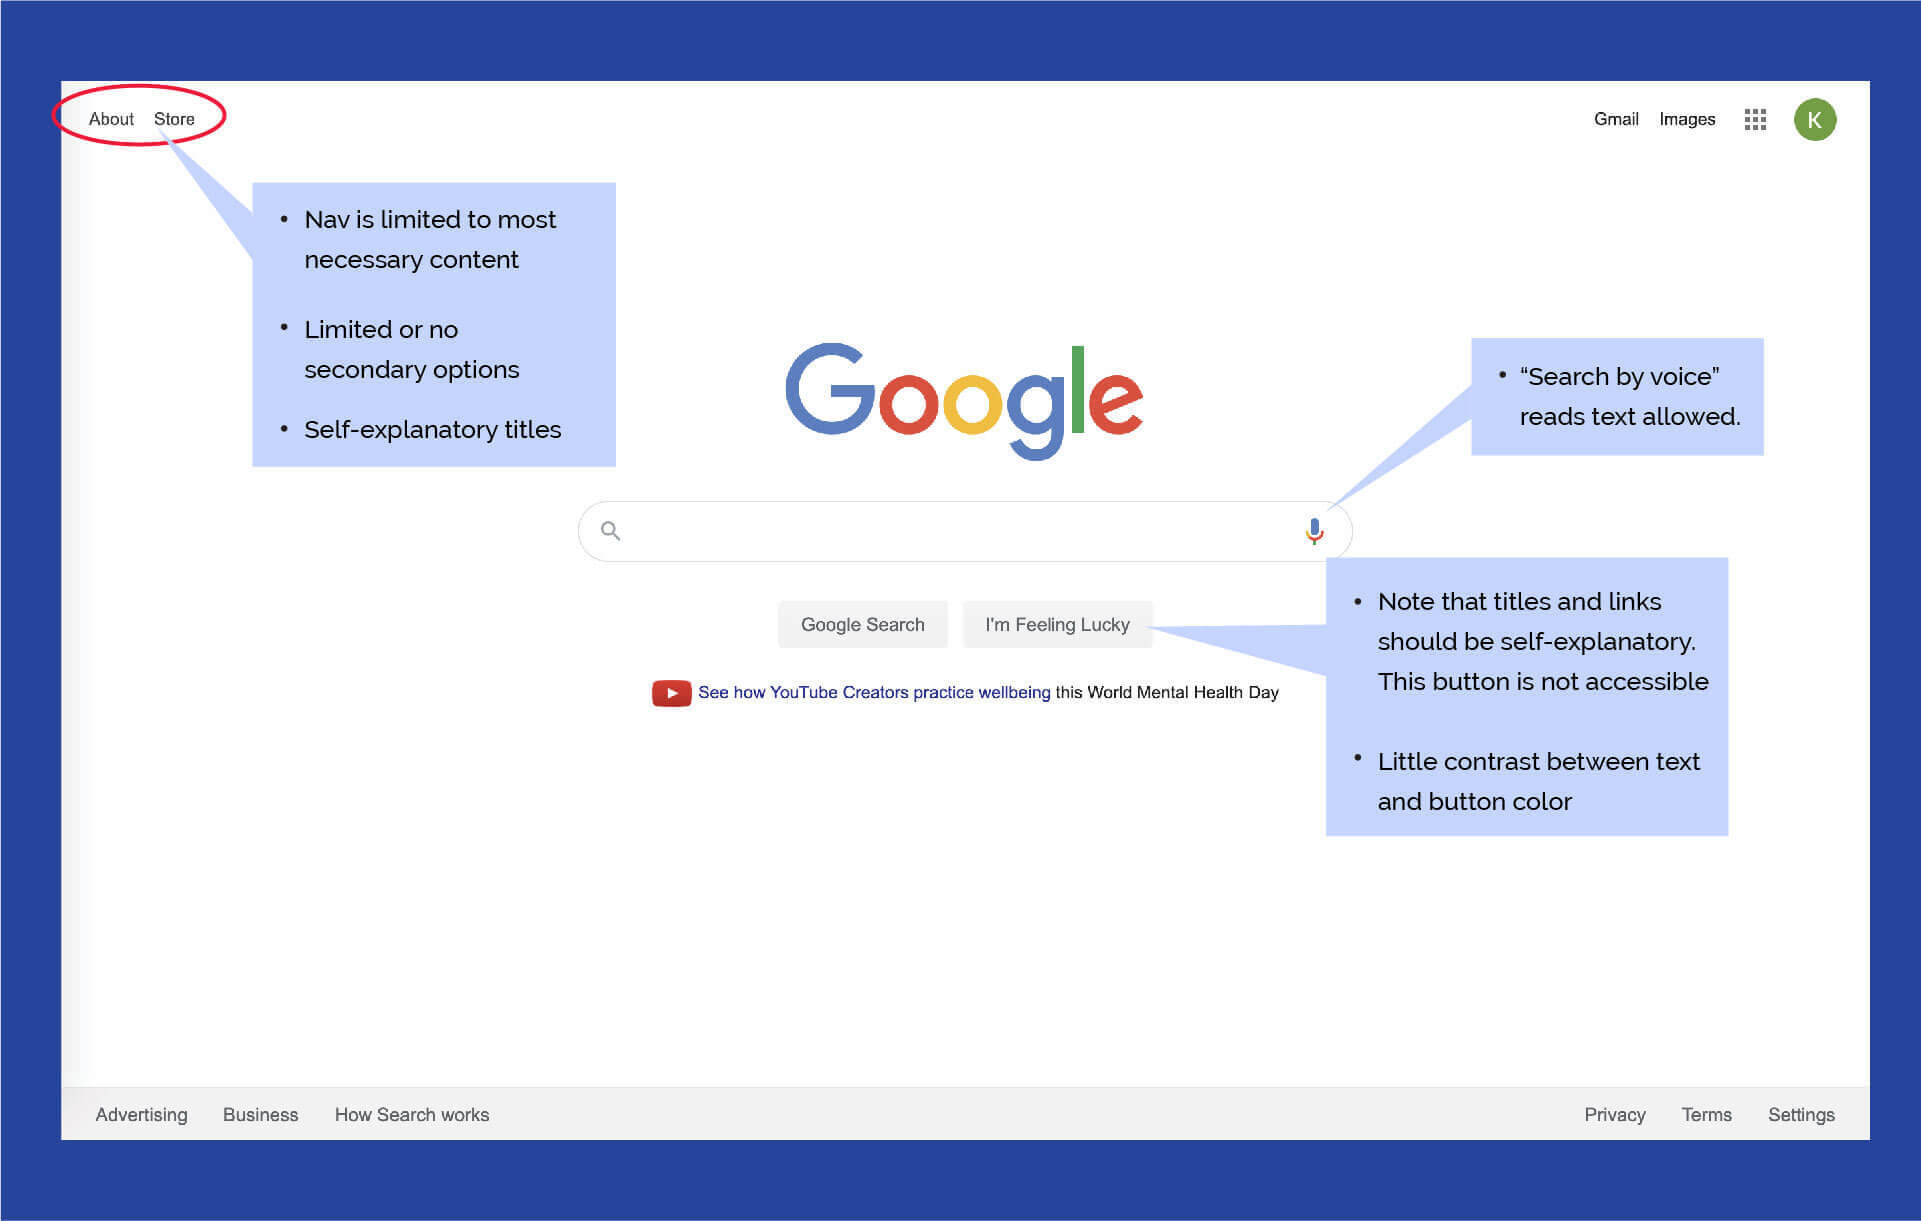 About Store
Gmail Images
K
• Nav is limited to most
necessary content
• Limited or no
secondary options
• Self-explanatory titles
Google
• “Search by voice”
reads text allowed.
Google Search
I'm Feeling Lucky
• Note that titles and links
should be self-explanatory.
This button is not accessible
• Little contrast between text
and button color
See how YouTube Creators practice wellbeing this World Mental Health Day
Advertising Business How Search works
Privacy Terms Settings